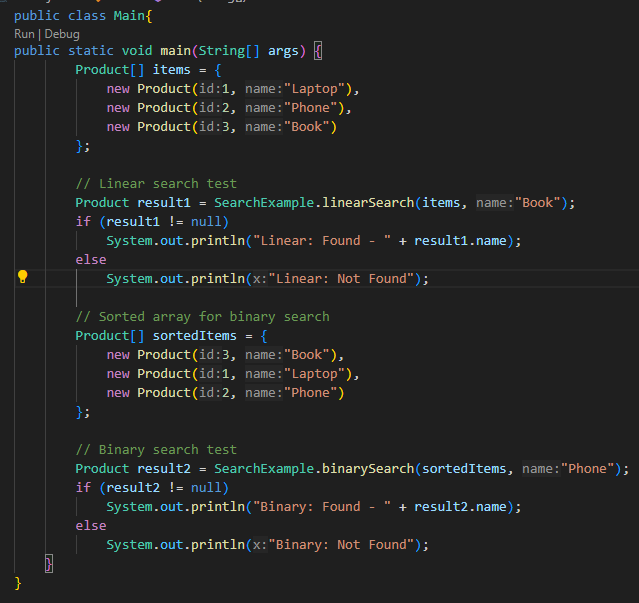 public class Main{
Run | Debug
public static void main(String[] args) {
Product[] items = {
new Product(id:1, name:"Laptop"),
new Product(id:2, name:"Phone"),
new Product(id:3, name:"Book")
};
// Linear search test
Product result1 = SearchExample.linearSearch(items, name:"Book");
if (result1 != null)
System.out.println("Linear: Found - " + result1.name);
else
System.out.println(x:"Linear: Not Found");
// Sorted array for binary search
Product[] sortedItems = {
new Product(id:3, name:"Book"),
new Product(id:1, name:"Laptop"),
new Product(id:2, name:"Phone")
};
// Binary search test
Product result2 = SearchExample.binarySearch(sortedItems, name:"Phone");
if (result2 != null)
System.out.println("Binary: Found - " + result2.name);
else
System.out.println(x:"Binary: Not Found");
}
}